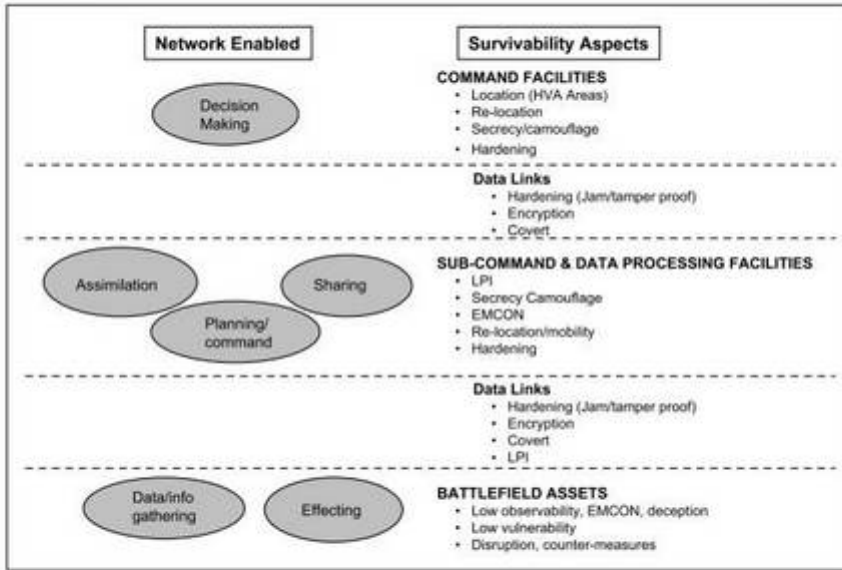 Network Enabled
Survivability Aspects
Decision
Making
COMMAND FACILITIES
• Location (HVA Areas)
• Re-location
• Secrecy/camouflage
• Hardening
Data Links
• Hardening (Jam/tamper proof)
• Encryption
• Covert
Assimilation
Sharing
Planning/
command
SUB-COMMAND & DATA PROCESSING FACILITIES
• LPI
• Secrecy Camouflage
• EMCON
• Re-location/mobility
• Hardening
Data Links
• Hardening (Jam/tamper proof)
• Encryption
• Covert
• LPI
Data/info
gathering
Effecting
BATTLEFIELD ASSETS
• Low observability, EMCON, deception
• Low vulnerability
• Disruption, counter-measures